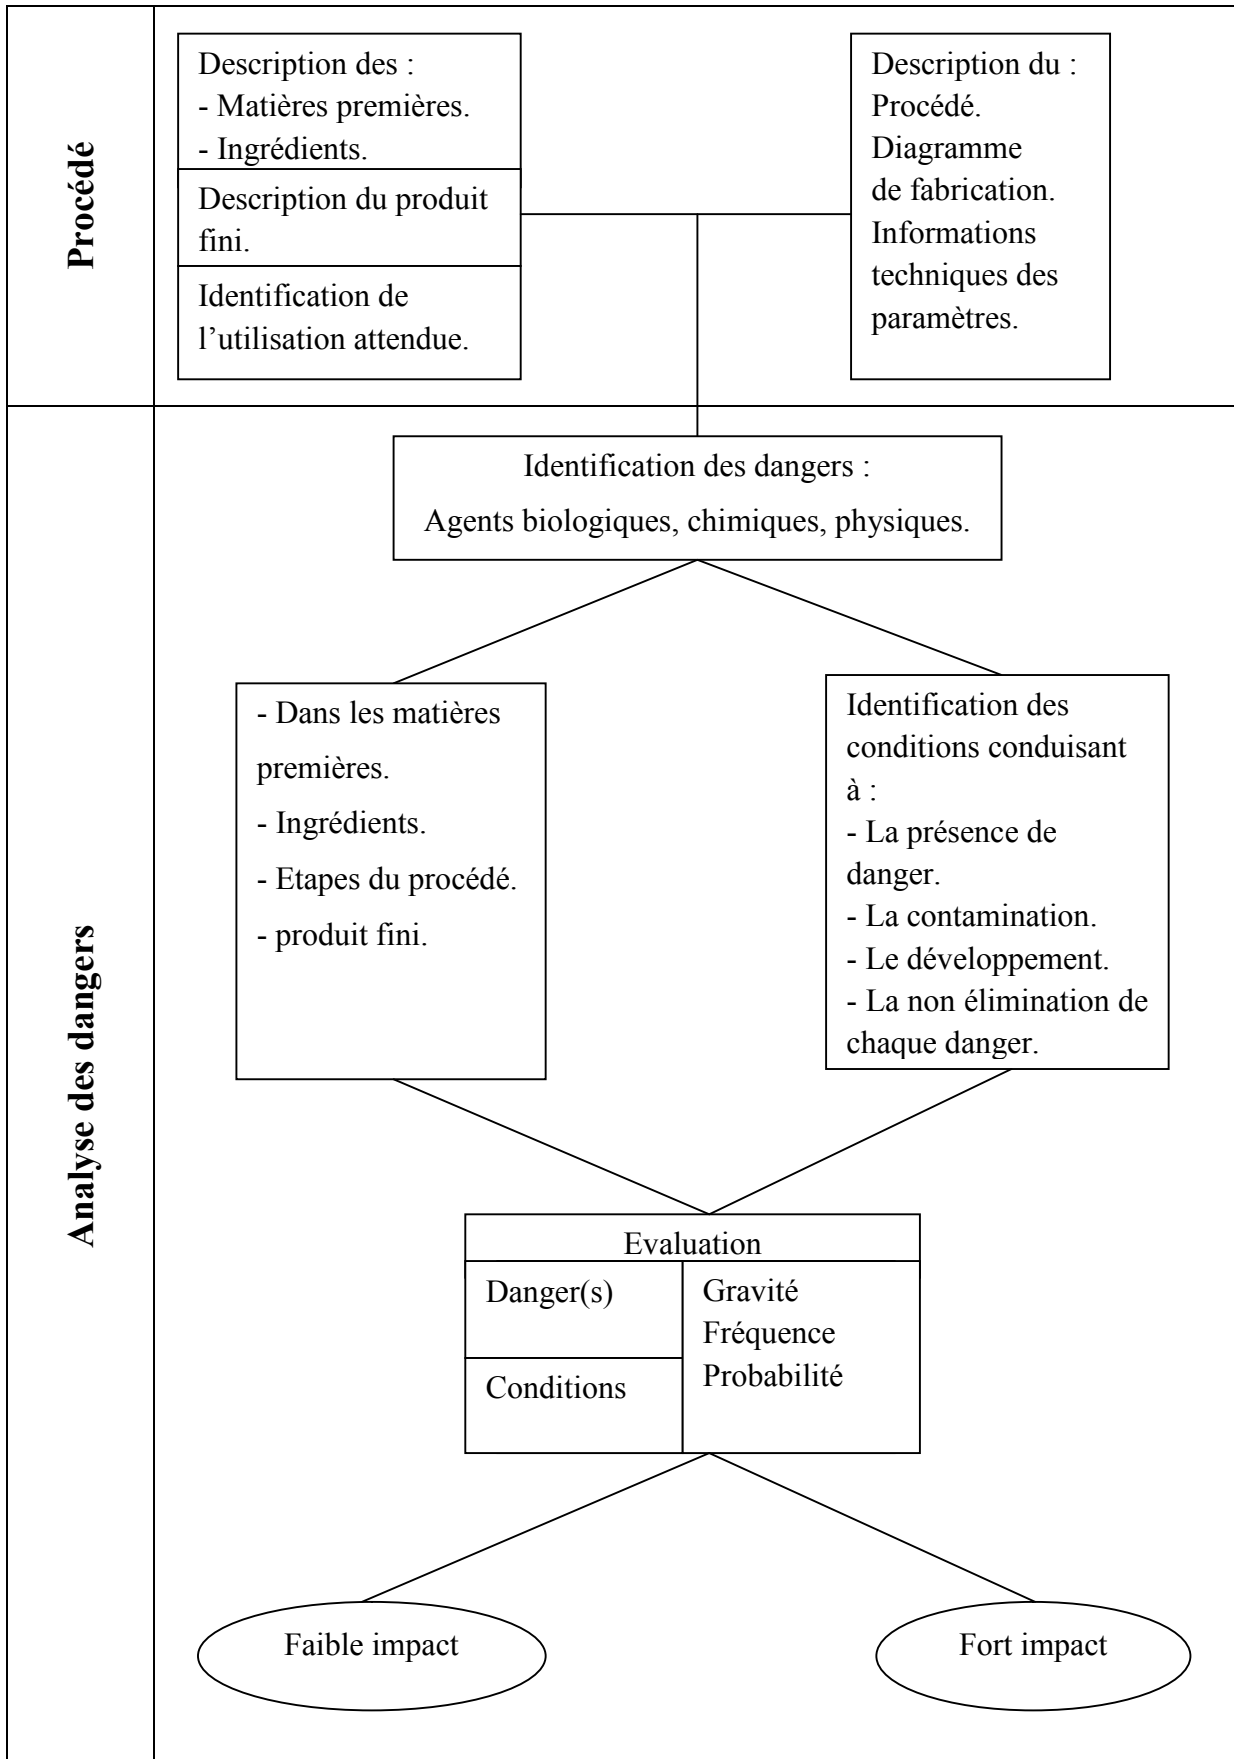 Procédé
Description des :
- Matières premières.
- Ingrédients.
Description du produit
fini.
Identification de
l’utilisation attendue.
Description du :
Procédé.
Diagramme
de fabrication.
Informations
techniques des
paramètres.
Analyse des dangers
Identification des dangers :
Agents biologiques, chimiques, physiques.
- Dans les matières
premières.
- Ingrédients.
- Etapes du procédé.
- produit fini.
Identification des
conditions conduisant
à :
- La présence de
danger.
- La contamination.
- Le développement.
- La non élimination de
chaque danger.
Evaluation
Danger(s)
Conditions
Gravité
Fréquence
Probabilité
Faible impact
Fort impact